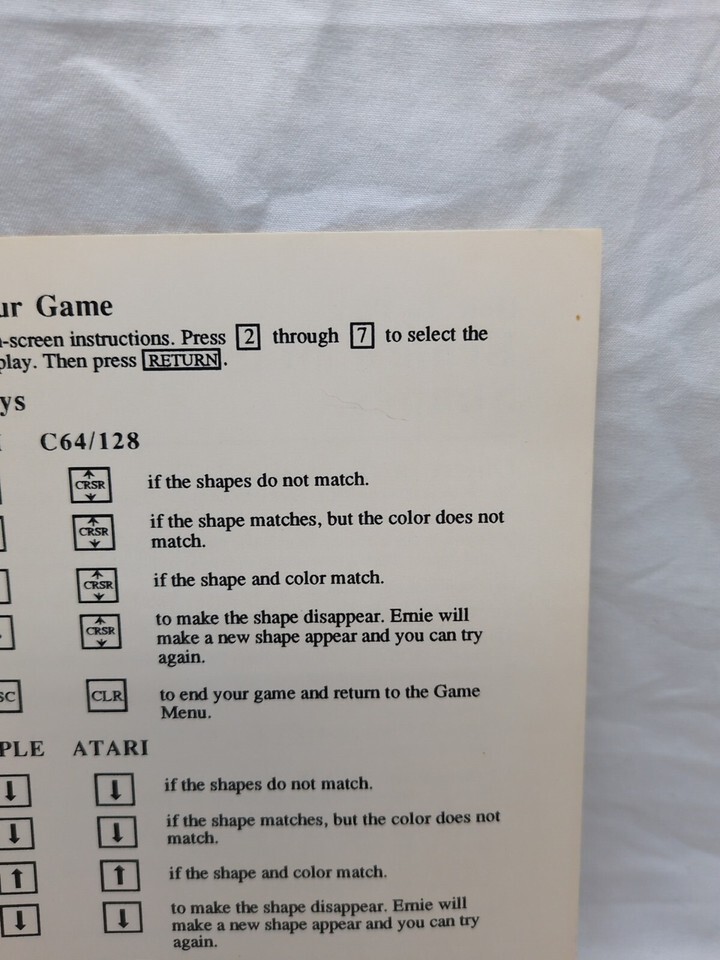 ur Game
-screen instructions. Press 2 through 7 to select the
play. Then press RETURN.
ys
C64/128
CRSR if the shapes do not match.
CRSR if the shape matches, but the color does not
match.
CRSR if the shape and color match.
CRSR to make the shape disappear. Ernie will
make a new shape appear and you can try
again.
SC CLR to end your game and return to the Game
Menu.
PLE ATARI
↓ ↓ if the shapes do not match.
↓ ↓ if the shape matches, but the color does not
match.
↑ ↑ if the shape and color match.
↓ ↓ to make the shape disappear. Ernie will
make a new shape appear and you can try
again.